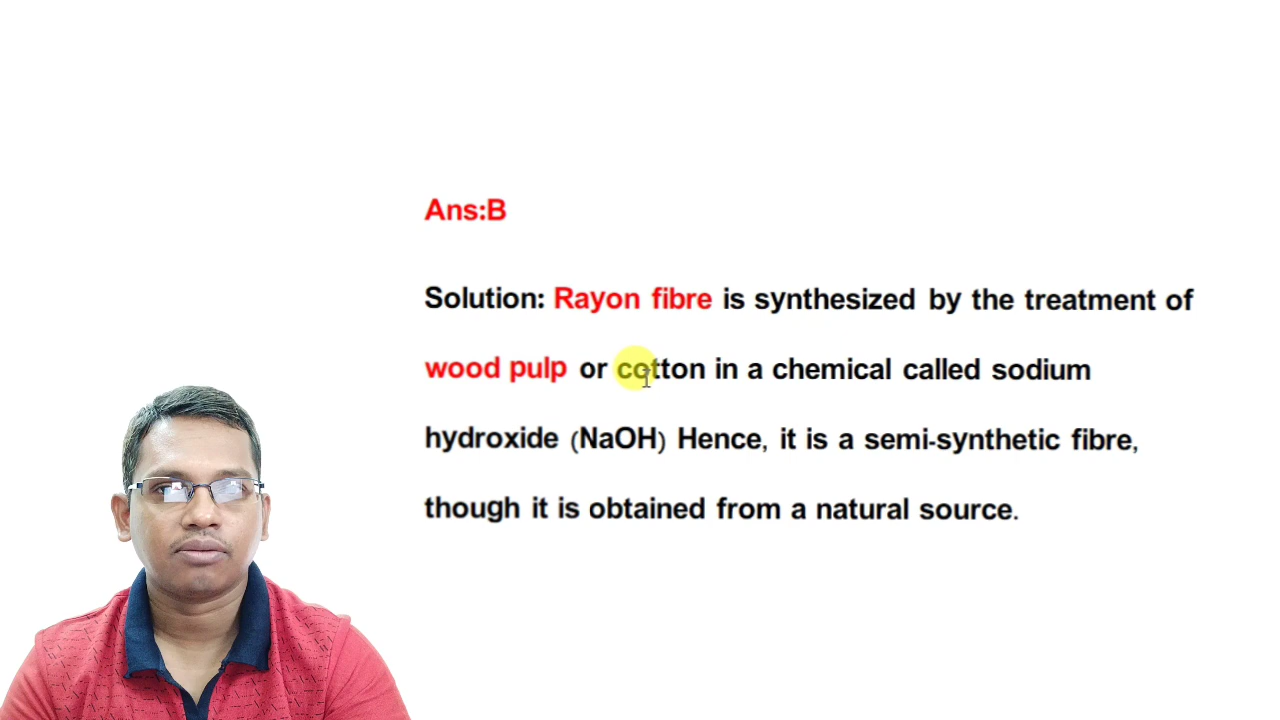 Ans:B
Solution: Rayon fibre is synthesized by the treatment of
wood pulp or cotton in a chemical called sodium
hydroxide (NaOH) Hence, it is a semi-synthetic fibre,
though it is obtained from a natural source.